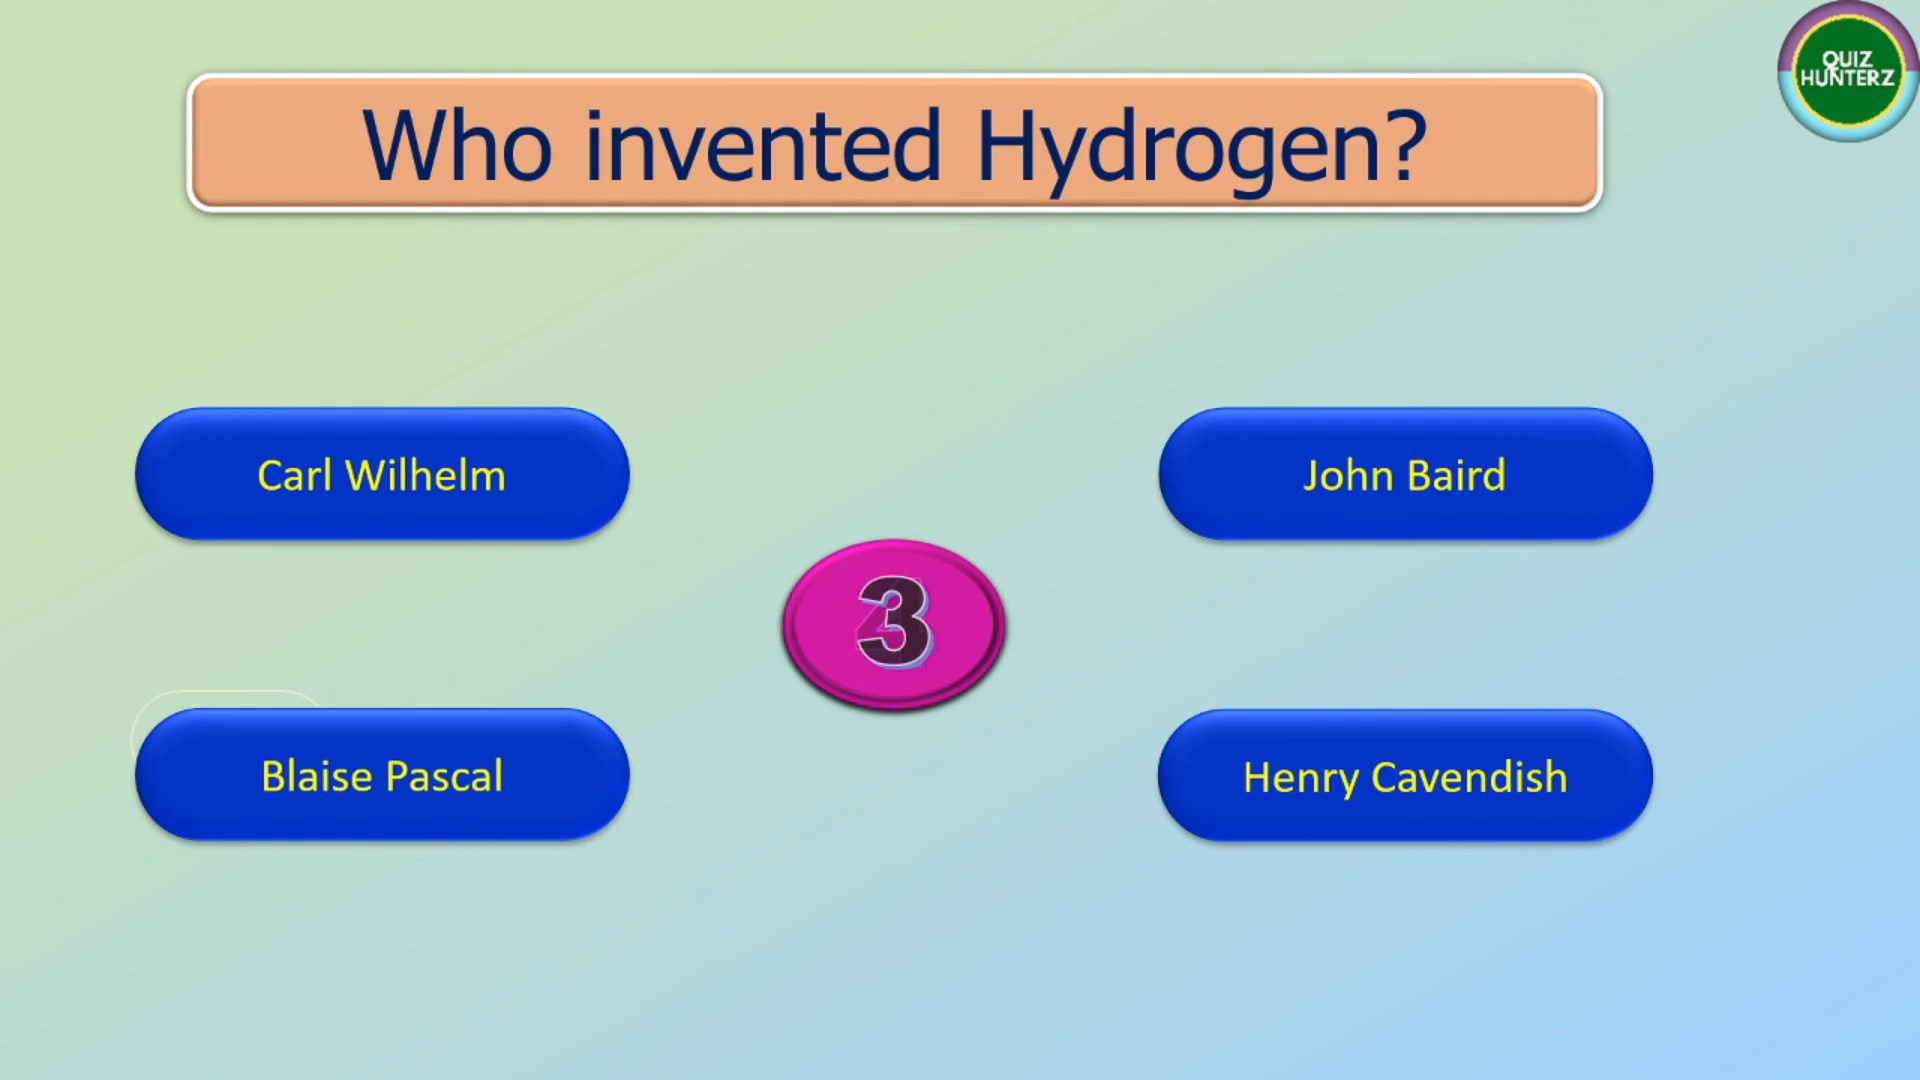 QUIZ
HUNTERZ
Who invented Hydrogen?
Carl Wilhelm
John Baird
3
Blaise Pascal
Henry Cavendish